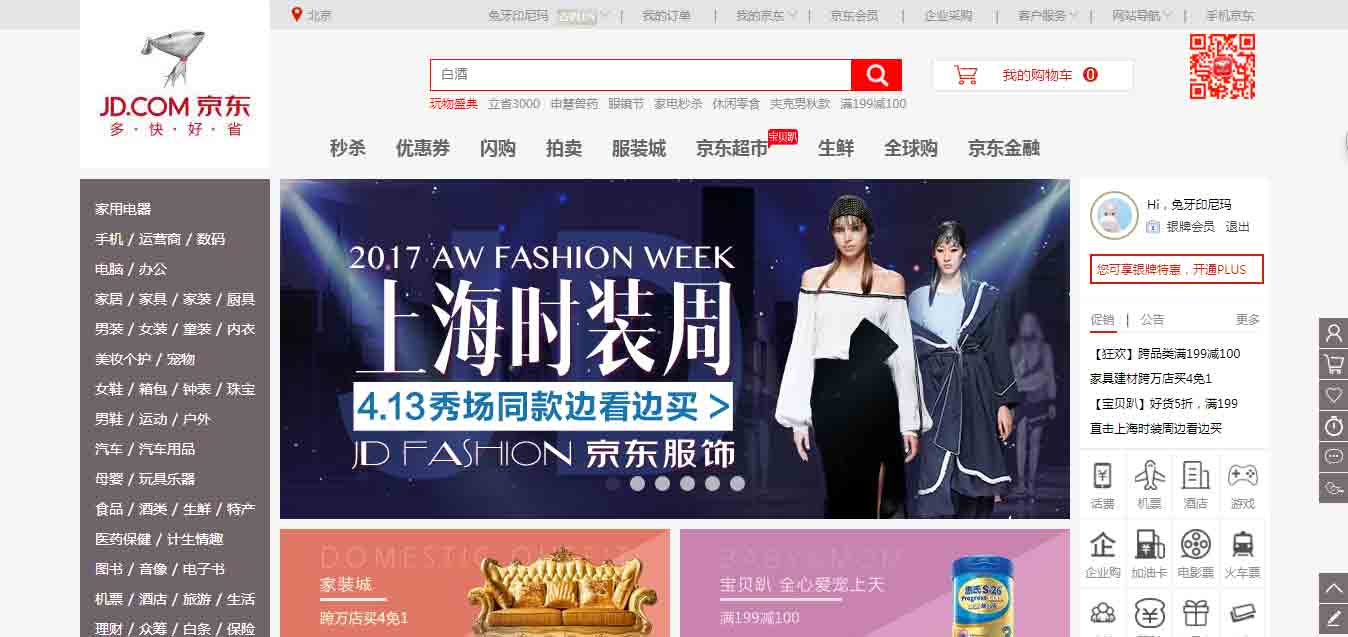 北京
兔牙印尼玛
我的订单
我的京东
京东会员
企业采购
客户服务
网站导航
手机京东
JD.COM 京东
多·快·好·省
白酒
我的购物车 0
玩物盛典 立省3000 申慧兽药 眼镜节 家电秒杀 休闲零食 夹克男秋款 满199减100
秒杀 优惠券 闪购 拍卖 服装城 京东超市 宝贝趴 生鲜 全球购 京东金融
家用电器
手机 / 运营商 / 数码
电脑 / 办公
家居 / 家具 / 家装 / 厨具
男装 / 女装 / 童装 / 内衣
美妆个护 / 宠物
女鞋 / 箱包 / 钟表 / 珠宝
男鞋 / 运动 / 户外
汽车 / 汽车用品
母婴 / 玩具乐器
食品 / 酒类 / 生鲜 / 特产
医药保健 / 计生情趣
图书 / 音像 / 电子书
机票 / 酒店 / 旅游 / 生活
理财 / 众筹 / 白条 / 保险
2017 AW FASHION WEEK
上海时装周
4.13秀场同款边看边买 >
JD FASHION 京东服饰
Hi，兔牙印尼玛
银牌会员 退出
您可享银牌特惠，开通PLUS
促销 | 公告 更多
【狂欢】跨品类满199减100
家具建材跨万店买4免1
【宝贝趴】好货5折，满199
直击上海时装周边看边买
话费 机票 酒店 游戏
企业购 加油卡 电影票 火车票
家装城
跨万店买4免1
宝贝趴 全心爱宠上天
满199减100
惠氏 S-26
Progress